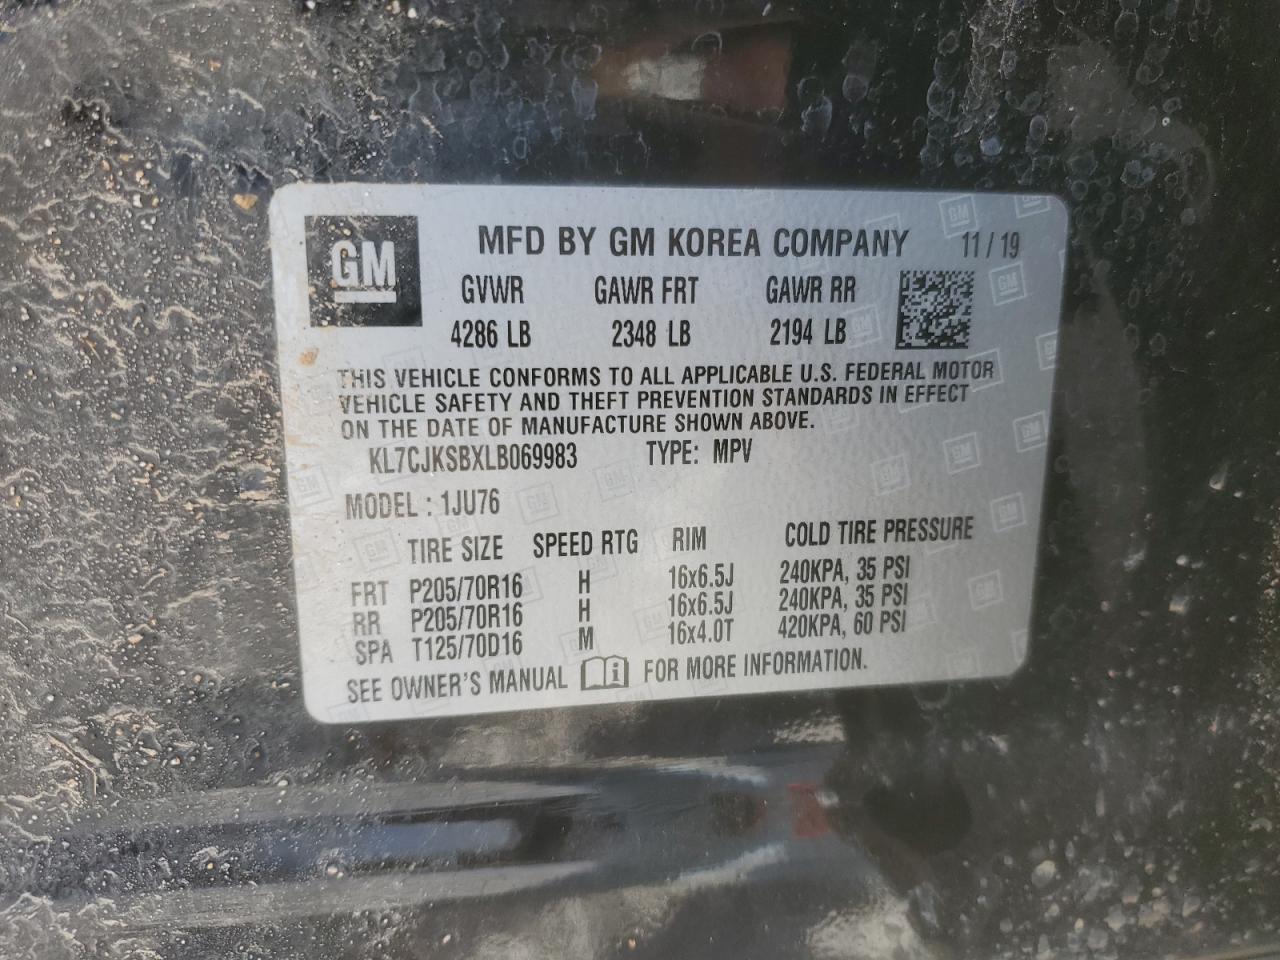 GM
MFD BY GM KOREA COMPANY 11 / 19
GVWR GAWR FRT GAWR RR
4286 LB 2348 LB 2194 LB
THIS VEHICLE CONFORMS TO ALL APPLICABLE U.S. FEDERAL MOTOR
VEHICLE SAFETY AND THEFT PREVENTION STANDARDS IN EFFECT
ON THE DATE OF MANUFACTURE SHOWN ABOVE.
KL7CJKSBXLB069983 TYPE: MPV
MODEL : 1JU76
TIRE SIZE SPEED RTG RIM COLD TIRE PRESSURE
FRT P205/70R16 H 16x6.5J 240KPA, 35 PSI
RR P205/70R16 H 16x6.5J 240KPA, 35 PSI
SPA T125/70D16 M 16x4.0T 420KPA, 60 PSI
SEE OWNER'S MANUAL i FOR MORE INFORMATION.